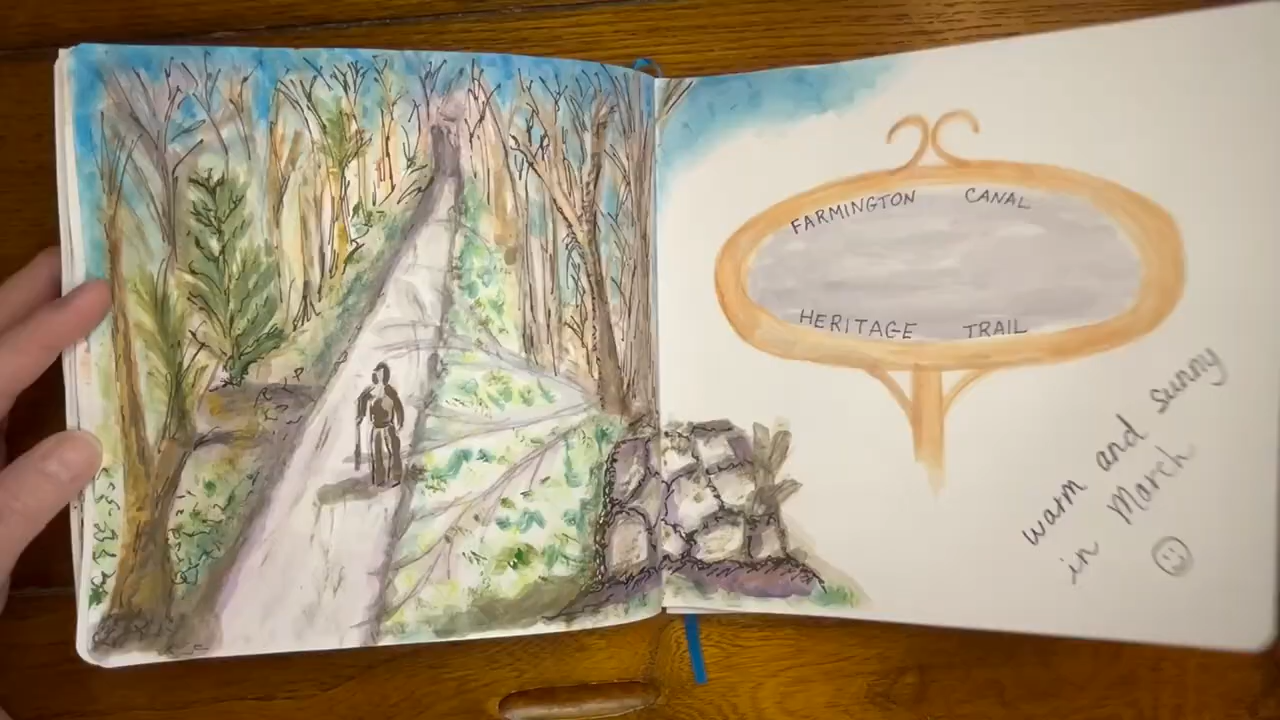 FARMINGTON CANAL
HERITAGE TRAIL
warm and sunny
in March